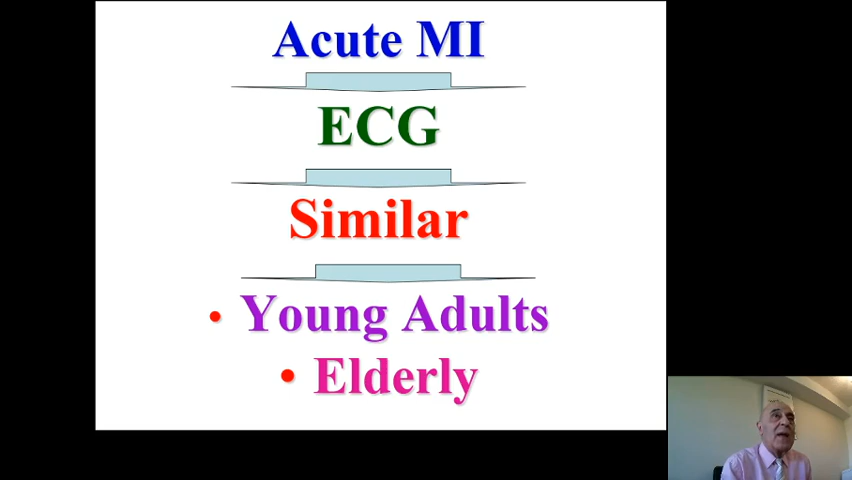 Acute MI
ECG
Similar
• Young Adults
• Elderly